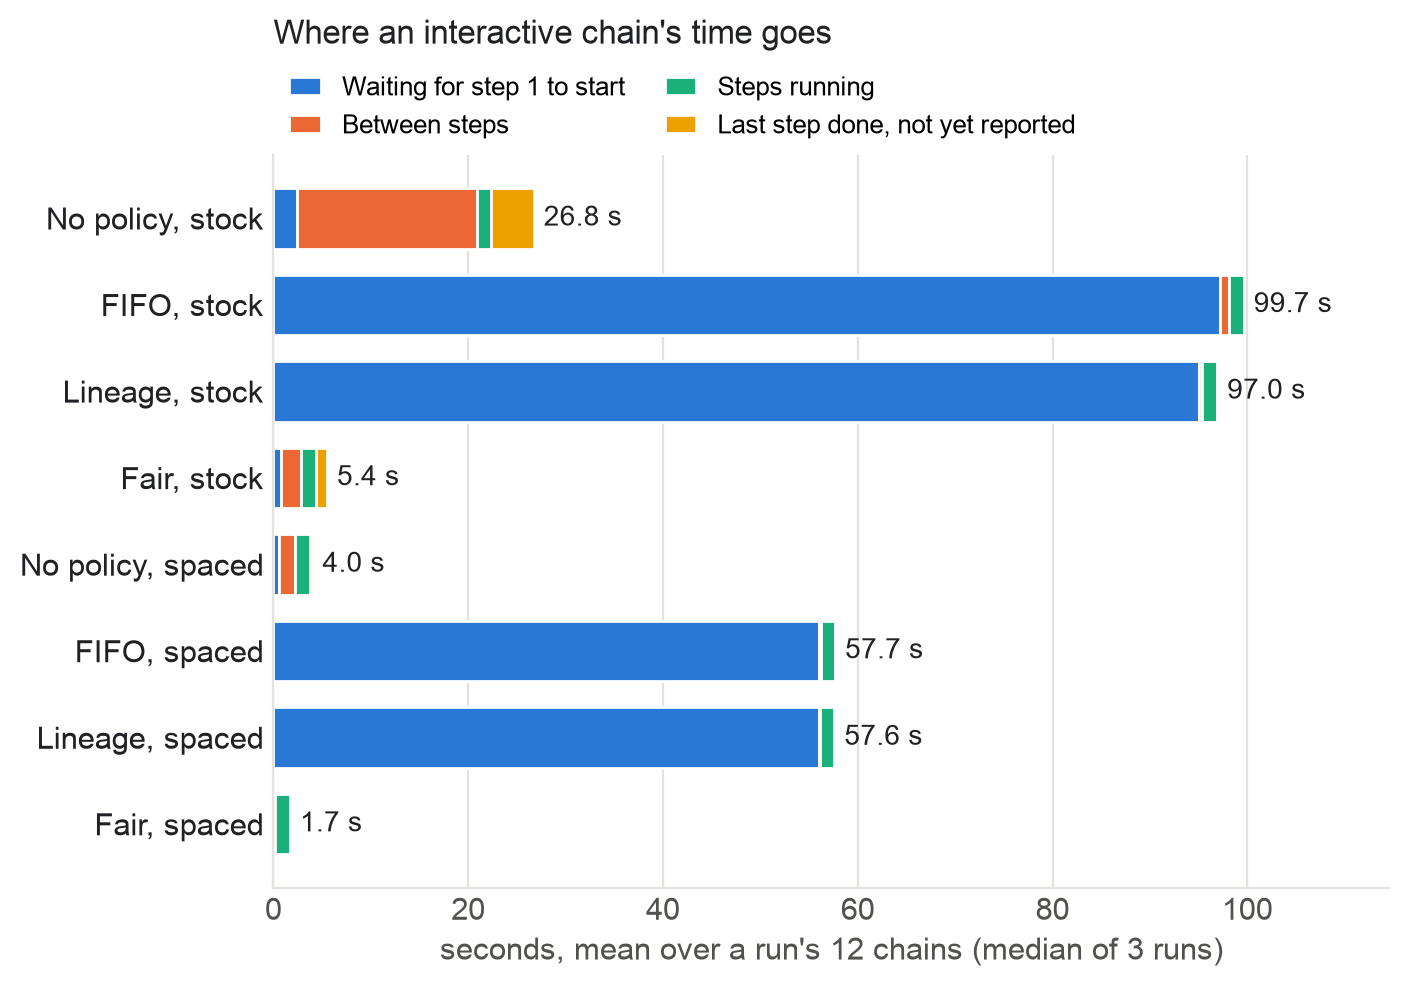 Where an interactive chain's time goes
Waiting for step 1 to start
Steps running
Between steps
Last step done, not yet reported
No policy, stock
26.8 s
FIFO, stock
99.7 s
Lineage, stock
97.0 s
Fair, stock
5.4 s
No policy, spaced
4.0 s
FIFO, spaced
57.7 s
Lineage, spaced
57.6 s
Fair, spaced
1.7 s
0 20 40 60 80 100
seconds, mean over a run's 12 chains (median of 3 runs)